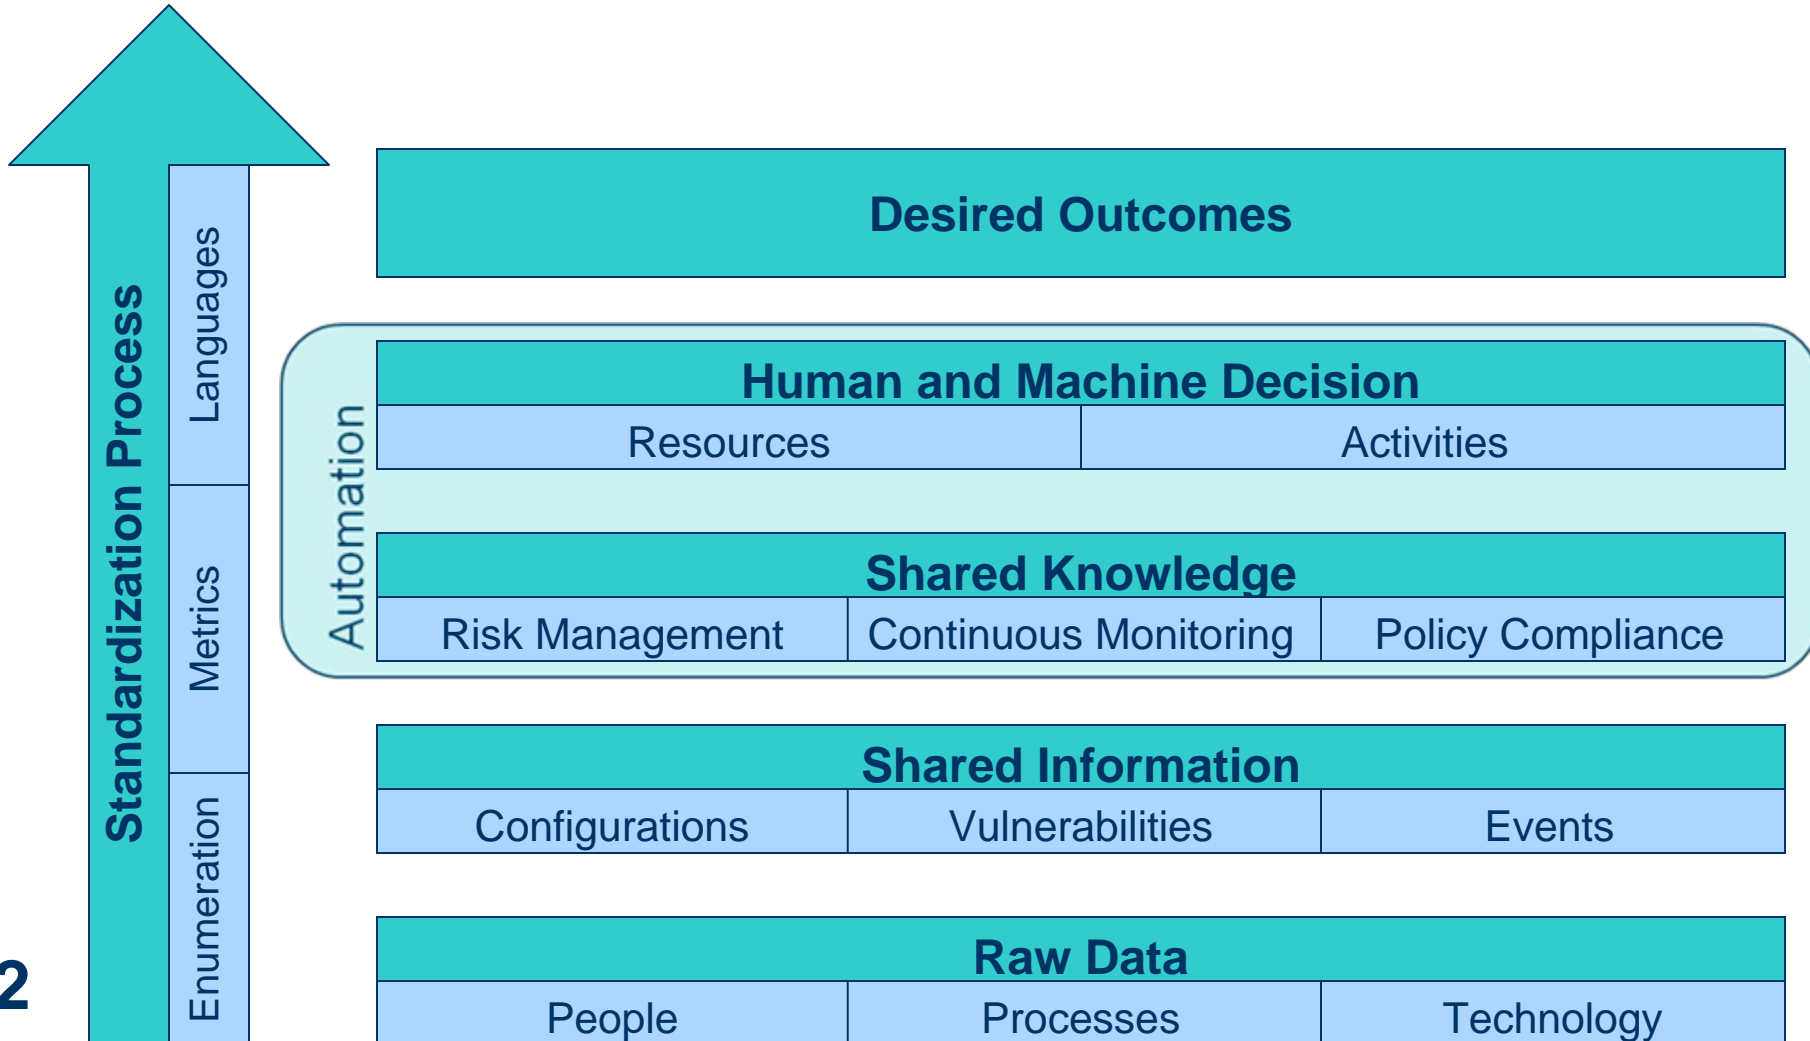 Standardization Process
Languages
Metrics
Enumeration
2
Desired Outcomes
Automation
Human and Machine Decision
Resources
Activities
Shared Knowledge
Risk Management
Continuous Monitoring
Policy Compliance
Shared Information
Configurations
Vulnerabilities
Events
Raw Data
People
Processes
Technology